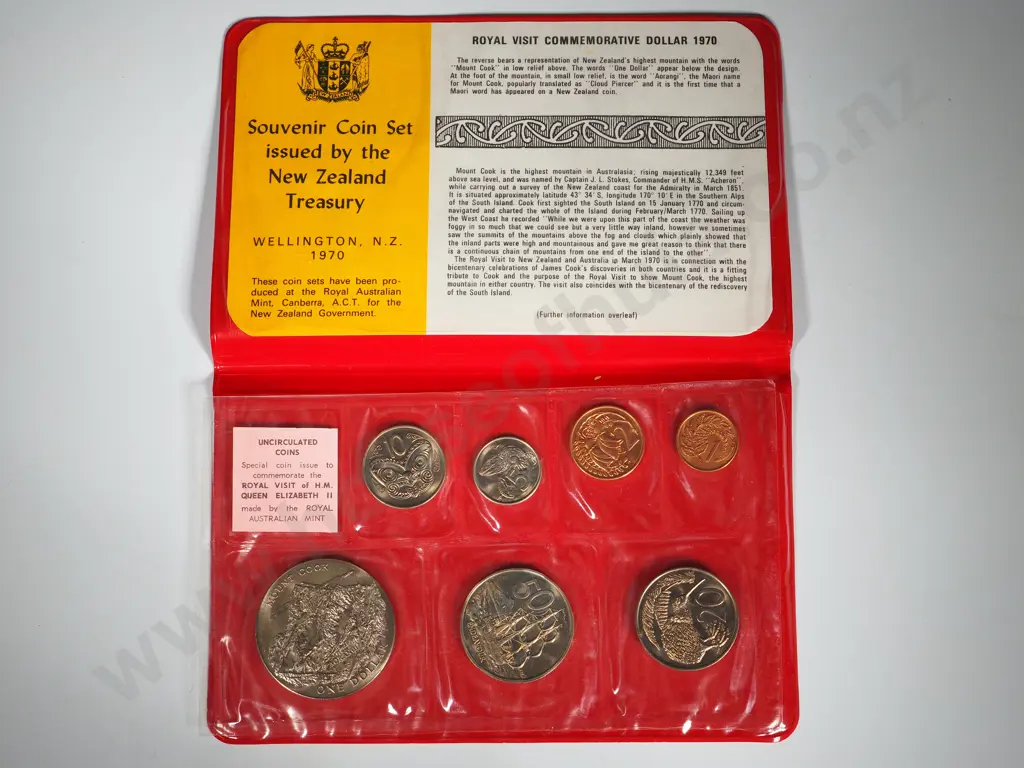 Souvenir Coin Set
issued by the
New Zealand
Treasury
WELLINGTON, N.Z.
1970
These coin sets have been pro-
duced at the Royal Australian
Mint, Canberra, A.C.T. for the
New Zealand Government.
ROYAL VISIT COMMEMORATIVE DOLLAR 1970
The reverse bears a representation of New Zealand's highest mountain with the words
"Mount Cook" in low relief above. The words "One Dollar" appear below the design.
At the foot of the mountain, in small low relief, is the word "Aorangi", the Maori name
for Mount Cook, popularly translated as "Cloud Piercer" and it is the first time that a
Maori word has appeared on a New Zealand coin.
Mount Cook is the highest mountain in Australasia; rising majestically 12,349 feet
above sea level, and was named by Captain J. L. Stokes, Commander of H.M.S. "Acheron",
while carrying out a survey of the New Zealand coast for the Admiralty in March 1851.
It is situated approximately latitude 43° 34' S, longitude 170° 10' E in the Southern Alps
of the South Island. Cook first sighted the South Island on 15 January 1770 and circum-
navigated and charted the whole of the Island during February/March 1770. Sailing up
the West Coast he recorded "While we were upon this part of the coast the weather was
foggy in so much that we could see but a very little way inland, however we sometimes
saw the summits of the mountains above the fog and clouds which plainly showed that
the inland parts were high and mountainous and gave me great reason to think that there
is a continuous chain of mountains from one end of the island to the other".
The Royal Visit to New Zealand and Australia in March 1970 is in connection with the
bicentenary celebrations of James Cook's discoveries in both countries and it is a fitting
tribute to Cook and the purpose of the Royal Visit to show Mount Cook, the highest
mountain in either country. The visit also coincides with the bicentenary of the rediscovery
of the South Island.
(Further information overleaf)
UNCIRCULATED
COINS
Special coin issue to
commemorate the
ROYAL VISIT of H.M.
QUEEN ELIZABETH II
made by the ROYAL
AUSTRALIAN MINT
10
5
2
1
MOUNT COOK
ONE DOLLAR
50
20